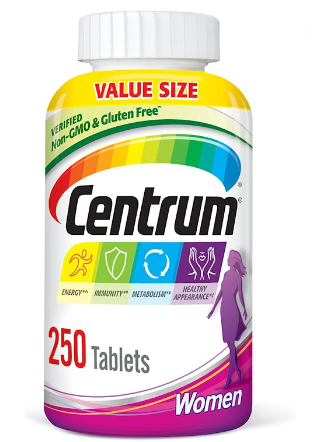 VALUE SIZE
VERIFIED
Non-GMO & Gluten Free
Centrum
ENERGY
IMMUNITY
METABOLISM
HEALTHY
APPEARANCE
250 Tablets
Women